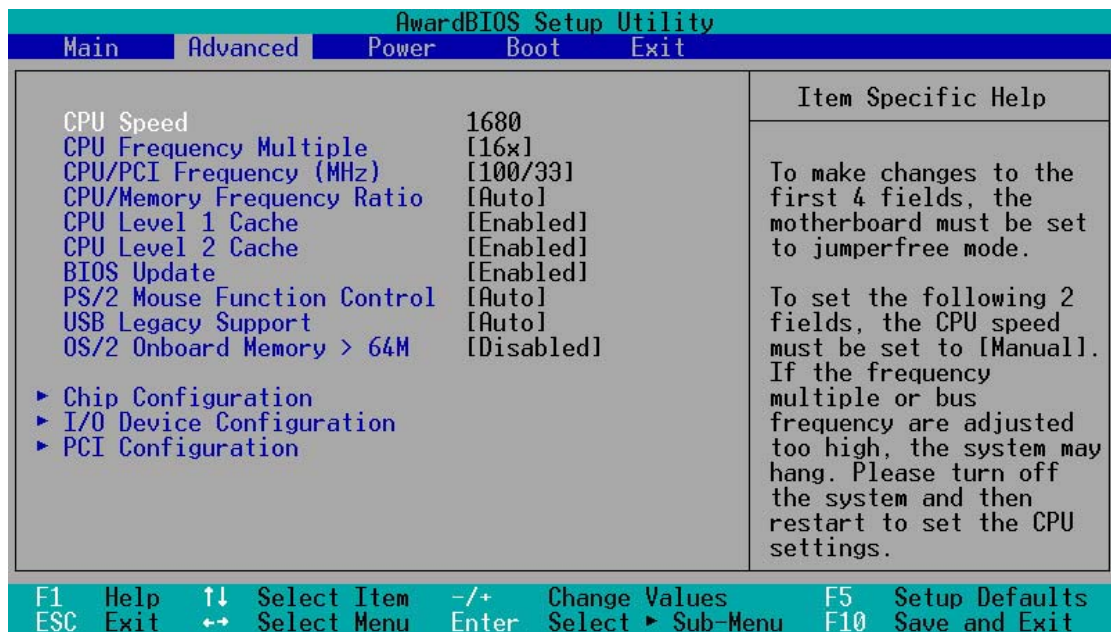 AwardBIOS Setup Utility
Main Advanced Power Boot Exit
CPU Speed 1680
CPU Frequency Multiple [16x]
CPU/PCI Frequency (MHz) [100/33]
CPU/Memory Frequency Ratio [Auto]
CPU Level 1 Cache [Enabled]
CPU Level 2 Cache [Enabled]
BIOS Update [Enabled]
PS/2 Mouse Function Control [Auto]
USB Legacy Support [Auto]
OS/2 Onboard Memory > 64M [Disabled]
► Chip Configuration
► I/O Device Configuration
► PCI Configuration
Item Specific Help
To make changes to the
first 4 fields, the
motherboard must be set
to jumperfree mode.
To set the following 2
fields, the CPU speed
must be set to [Manual].
If the frequency
multiple or bus
frequency are adjusted
too high, the system may
hang. Please turn off
the system and then
restart to set the CPU
settings.
F1 Help ↑↓ Select Item -/+ Change Values F5 Setup Defaults
ESC Exit ←→ Select Menu Enter Select ► Sub-Menu F10 Save and Exit